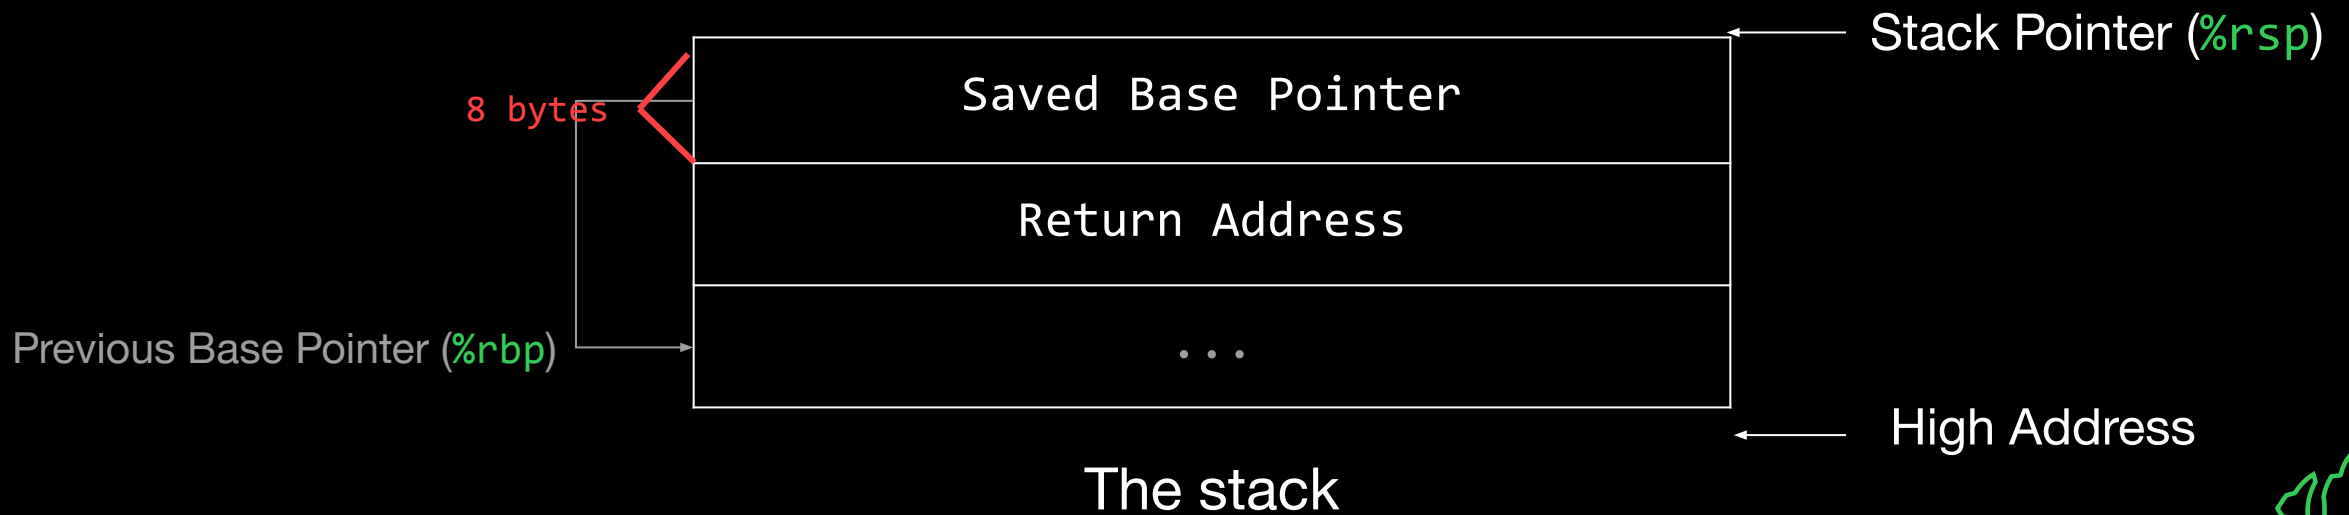 Stack Pointer (%rsp)
Saved Base Pointer
8 bytes
Return Address
Previous Base Pointer (%rbp)
...
High Address
The stack